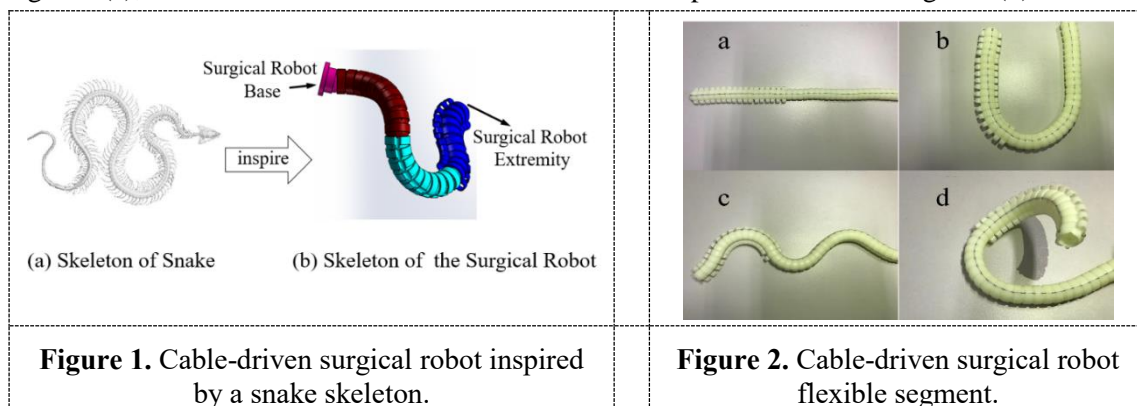 Surgical Robot
Base
inspire
Surgical Robot
Extremity
(a) Skeleton of Snake
(b) Skeleton of the Surgical Robot
a
b
c
d
Figure 1. Cable-driven surgical robot inspired
by a snake skeleton.
Figure 2. Cable-driven surgical robot
flexible segment.